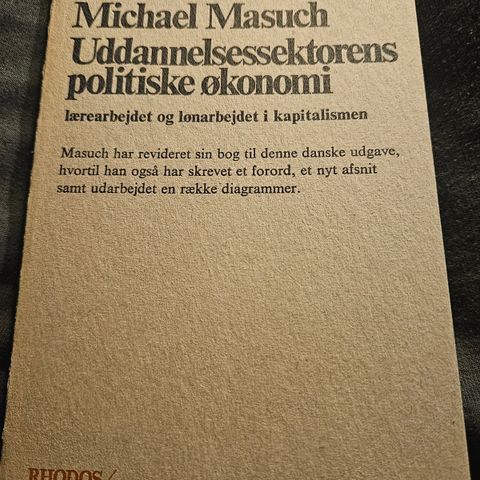 Michael Masuch
Uddannelsessektorens
politiske økonomi
lærearbejdet og lønarbejdet i kapitalismen
Masuch har revideret sin bog til denne danske udgave,
hvortil han også har skrevet et forord, et nyt afsnit
samt udarbejdet en række diagrammer.
RHODOS/